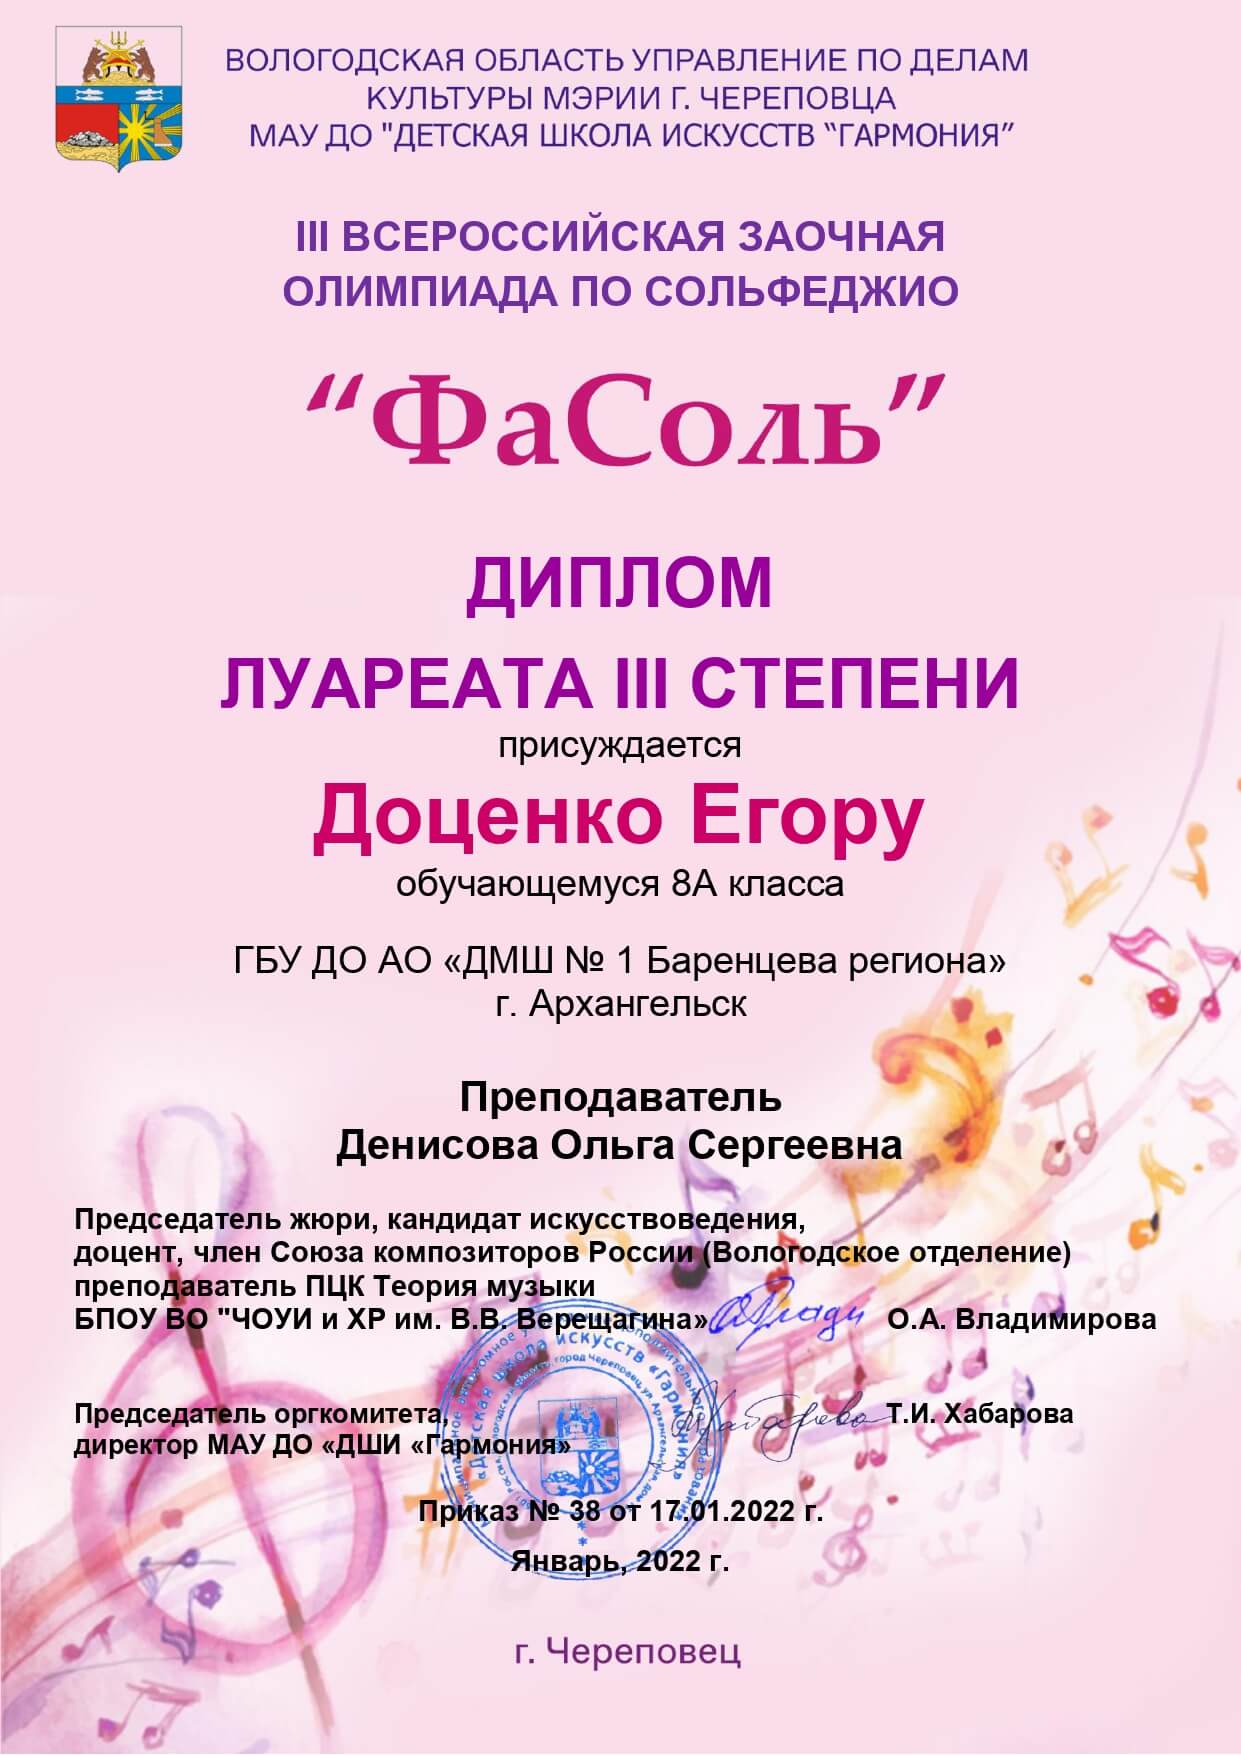 ВОЛОГОДСКАЯ ОБЛАСТЬ УПРАВЛЕНИЕ ПО ДЕЛАМ
КУЛЬТУРЫ МЭРИИ Г. ЧЕРЕПОВЦА
МАУ ДО "ДЕТСКАЯ ШКОЛА ИСКУССТВ “ГАРМОНИЯ”
III ВСЕРОССИЙСКАЯ ЗАОЧНАЯ
ОЛИМПИАДА ПО СОЛЬФЕДЖИО
“ФаСоль”
ДИПЛОМ
ЛУАРЕАТА III СТЕПЕНИ
присуждается
Доценко Егору
обучающемуся 8А класса
ГБУ ДО АО «ДМШ № 1 Баренцева региона»
г. Архангельск
Преподаватель
Денисова Ольга Сергеевна
Председатель жюри, кандидат искусствоведения,
доцент, член Союза композиторов России (Вологодское отделение)
преподаватель ПЦК Теория музыки
БПОУ ВО "ЧОУИ и ХР им. В.В. Верещагина» О.А. Владимирова
Председатель оргкомитета, Т.И. Хабарова
директор МАУ ДО «ДШИ «Гармония»
«Детская школа искусств «Гармония»
Приказ № 38 от 17.01.2022 г.
Январь, 2022 г.
г. Череповец